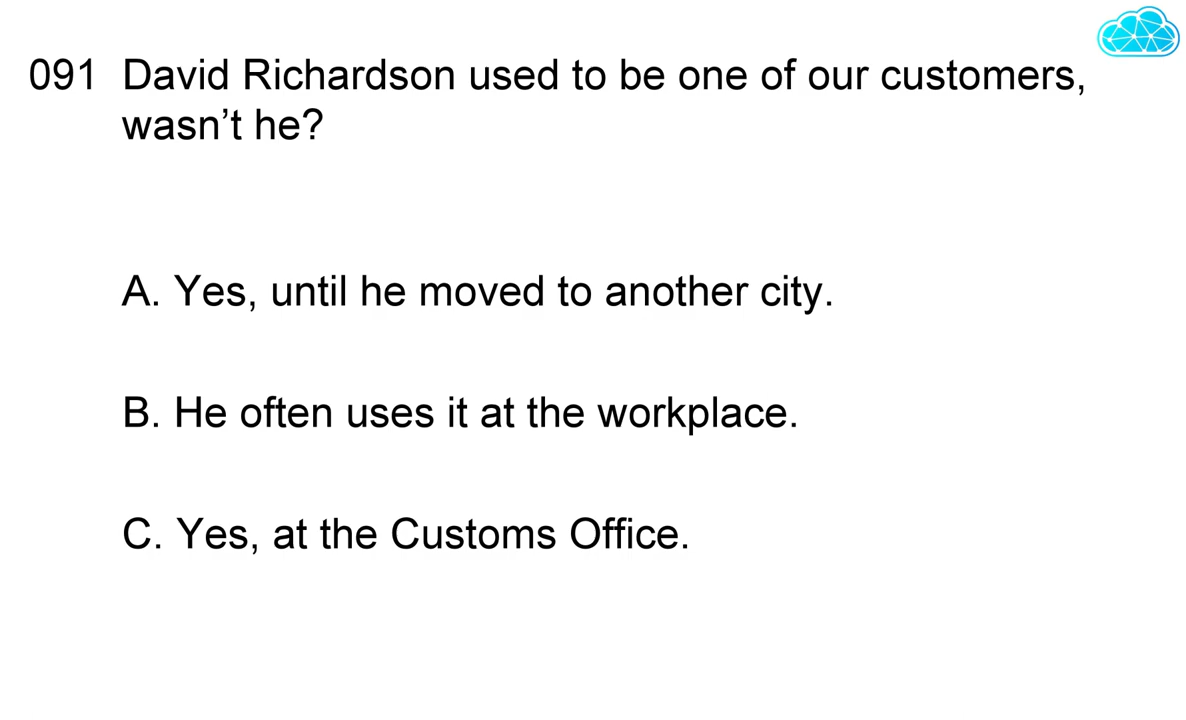 091 David Richardson used to be one of our customers,
wasn’t he?
A. Yes, until he moved to another city.
B. He often uses it at the workplace.
C. Yes, at the Customs Office.